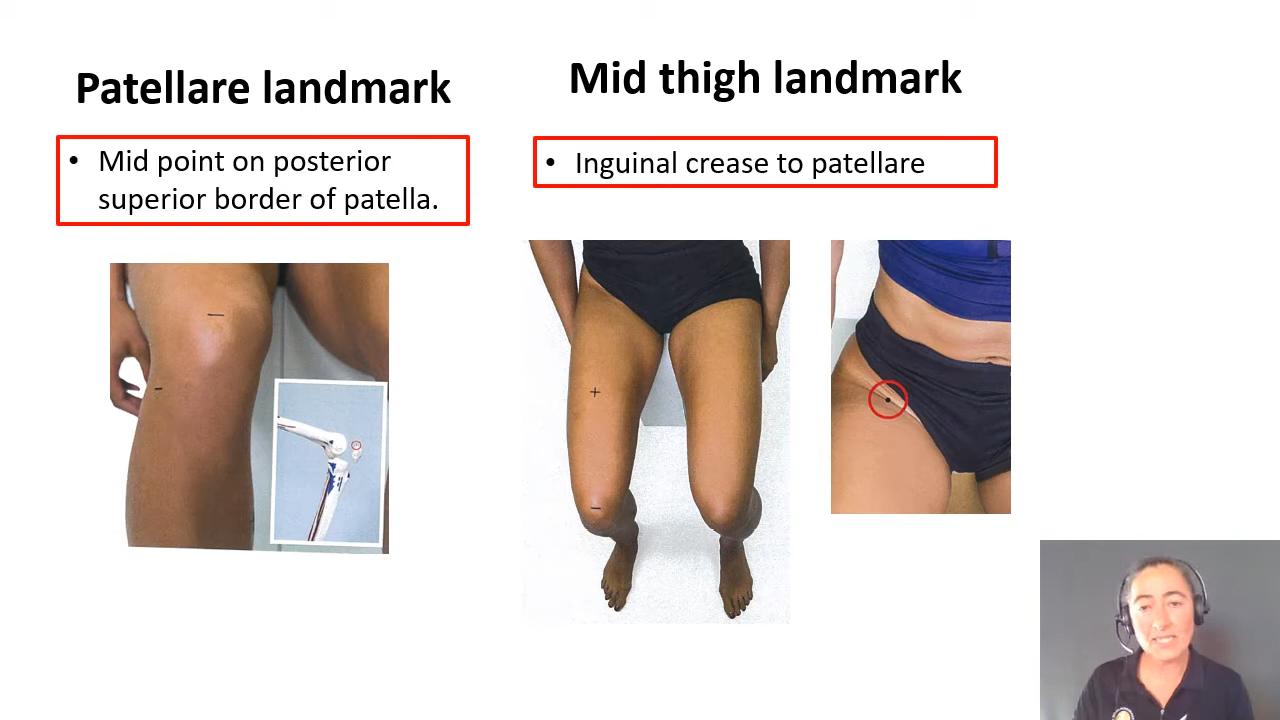 Patellare landmark
• Mid point on posterior
superior border of patella.
Mid thigh landmark
• Inguinal crease to patellare